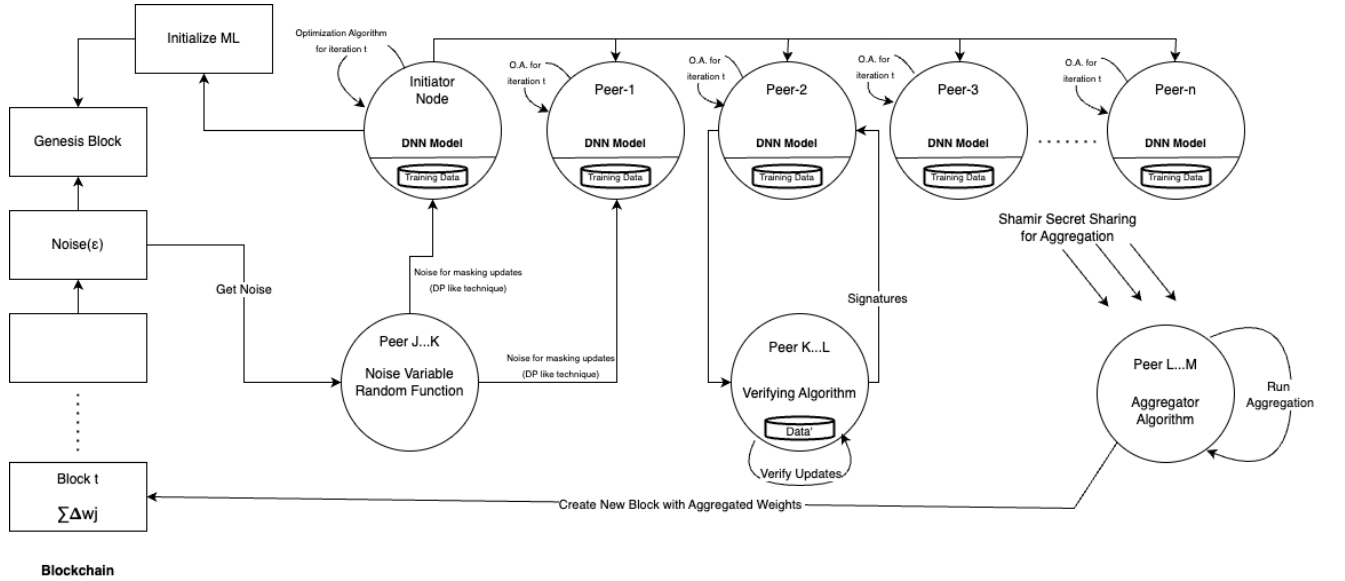 Initialize ML
Optimization Algorithm
for iteration t
Initiator
Node
DNN Model
Training Data
O.A. for
iteration t
Peer-1
DNN Model
Training Data
O.A. for
iteration t
Peer-2
DNN Model
Training Data
O.A. for
iteration t
Peer-3
DNN Model
Training Data
.......
O.A. for
iteration t
Peer-n
DNN Model
Training Data
Genesis Block
Noise(ε)
Get Noise
Noise for masking updates
(DP like technique)
Peer J...K
Noise Variable
Random Function
Noise for masking updates
(DP like technique)
Signatures
Peer K...L
Verifying Algorithm
Data'
Verify Updates
Shamir Secret Sharing
for Aggregation
Peer L...M
Aggregator
Algorithm
Run
Aggregation
Block t
∑Δwj
Create New Block with Aggregated Weights
Blockchain